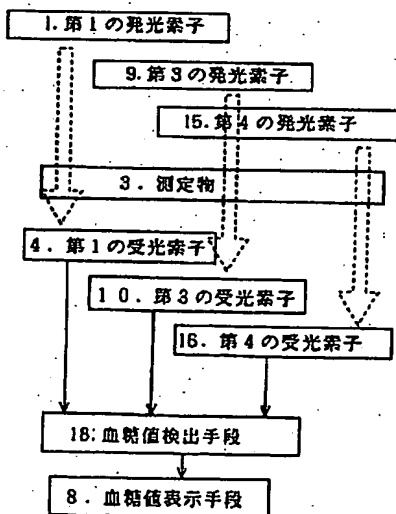 1. 第1の発光素子
9. 第3の発光素子
15. 第4の発光素子
3. 測定物
4. 第1の受光素子
10. 第3の受光素子
16. 第4の受光素子
18: 血糖値検出手段
8. 血糖値表示手段